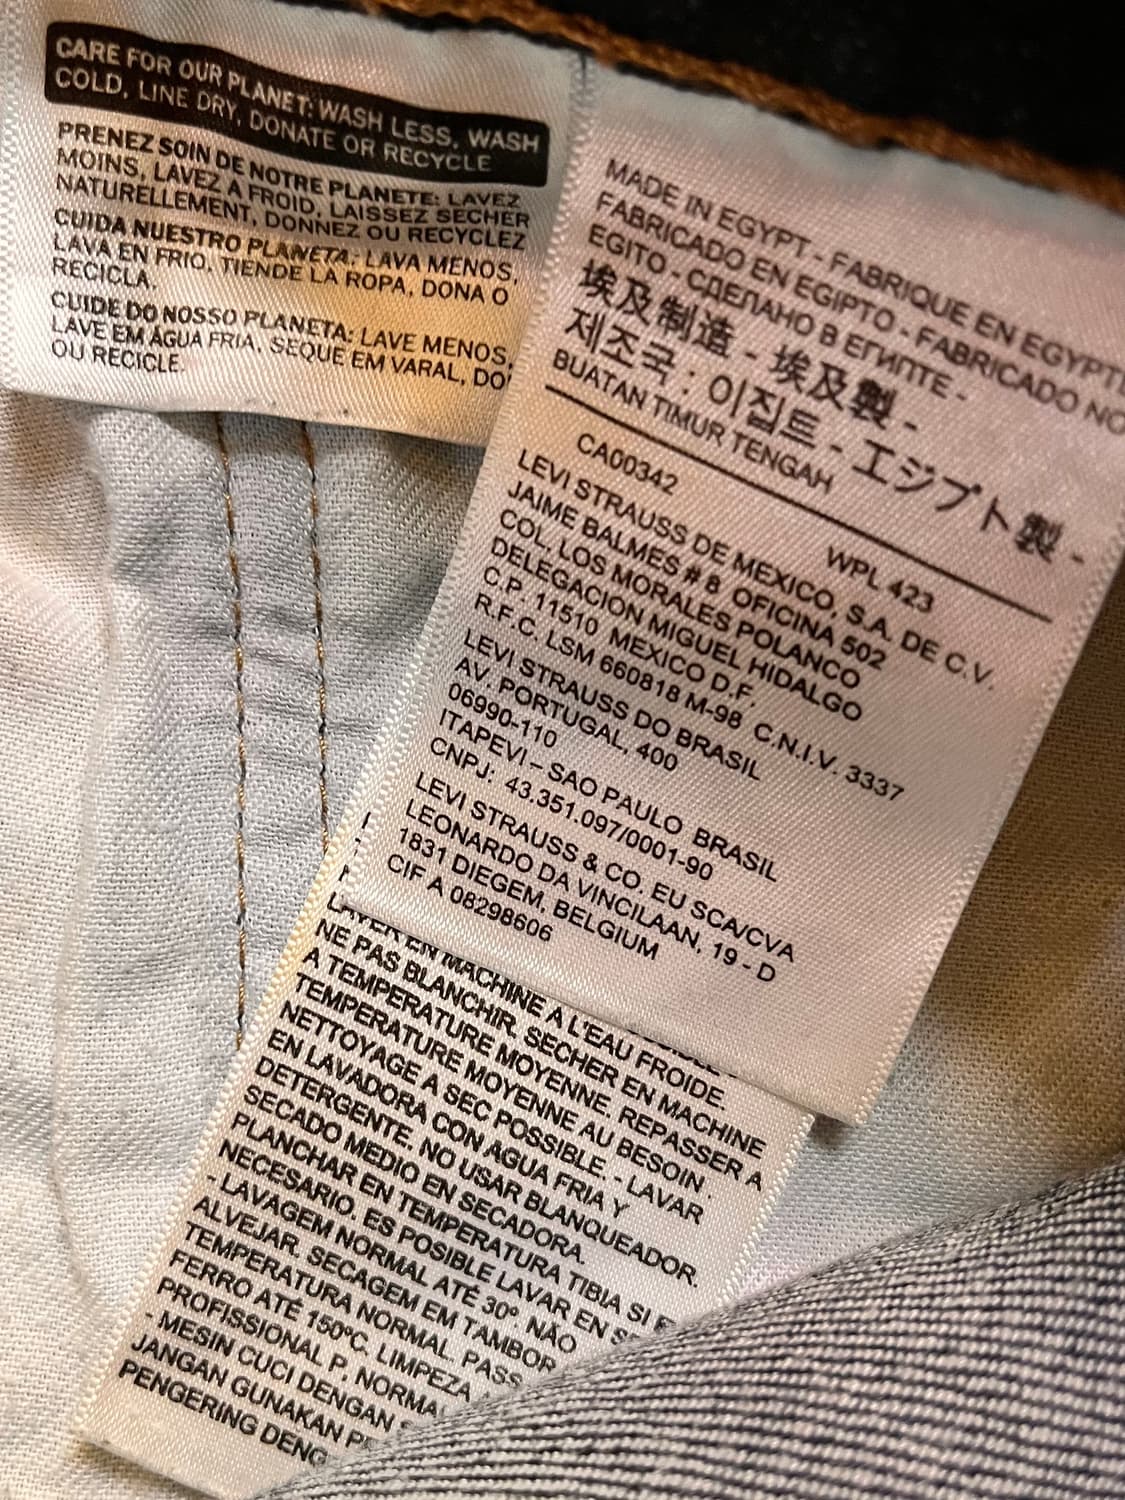 CARE FOR OUR PLANET: WASH LESS, WASH
COLD, LINE DRY, DONATE OR RECYCLE
PRENEZ SOIN DE NOTRE PLANETE: LAVEZ
MOINS, LAVEZ A FROID, LAISSEZ SECHER
NATURELLEMENT, DONNEZ OU RECYCLEZ
CUIDA NUESTRO PLANETA: LAVA MENOS,
LAVA EN FRIO, TIENDE LA ROPA, DONA O
RECICLA.
CUIDE DO NOSSO PLANETA: LAVE MENOS,
LAVE EM ÁGUA FRIA, SEQUE EM VARAL,
OU RECICLE.
MADE IN EGYPT - FABRIQUE EN EGYPTE
FABRICADO EN EGIPTO - FABRICADO NO
EGITO - СДЕЛАНО В ЕГИПТЕ -
埃及制造 - 埃及製 -
제조국 : 이집트 - エジプト製 -
BUATAN TIMUR TENGAH
CA00342 WPL 423
LEVI STRAUSS DE MEXICO, S.A. DE C.V.
JAIME BALMES # 8 OFICINA 502
COL. LOS MORALES POLANCO
DELEGACION MIGUEL HIDALGO
C.P. 11510 MEXICO D.F.
R.F.C. LSM 660818 M-98 C.N.I.V. 3337
LEVI STRAUSS DO BRASIL
AV. PORTUGAL, 400
06990-110
ITAPEVI – SAO PAULO BRASIL
CNPJ: 43.351.097/0001-90
LEVI STRAUSS & CO. EU SCA/CVA
LEONARDO DA VINCILAAN, 19 - D
1831 DIEGEM, BELGIUM
CIF A 08298606
LAVER EN MACHINE A L'EAU FROIDE.
NE PAS BLANCHIR. SECHER EN MACHINE
A TEMPERATURE MOYENNE. REPASSER A
TEMPERATURE MOYENNE AU BESOIN.
NETTOYAGE A SEC POSSIBLE. - LAVAR
EN LAVADORA CON AGUA FRIA Y
DETERGENTE. NO USAR BLANQUEADOR.
SECADO MEDIO EN SECADORA.
PLANCHAR EN TEMPERATURA TIBIA SI
NECESARIO. ES POSIBLE LAVAR EN
- LAVAGEM NORMAL ATÉ 30º. NÃO
ALVEJAR. SECAGEM EM TAMBOR
TEMPERATURA NORMAL.
FERRO ATÉ 150ºC. LIMPEZA
PROFISSIONAL P,
- MESIN CUCI DENGAN
JANGAN GUNAKAN
PENGERING